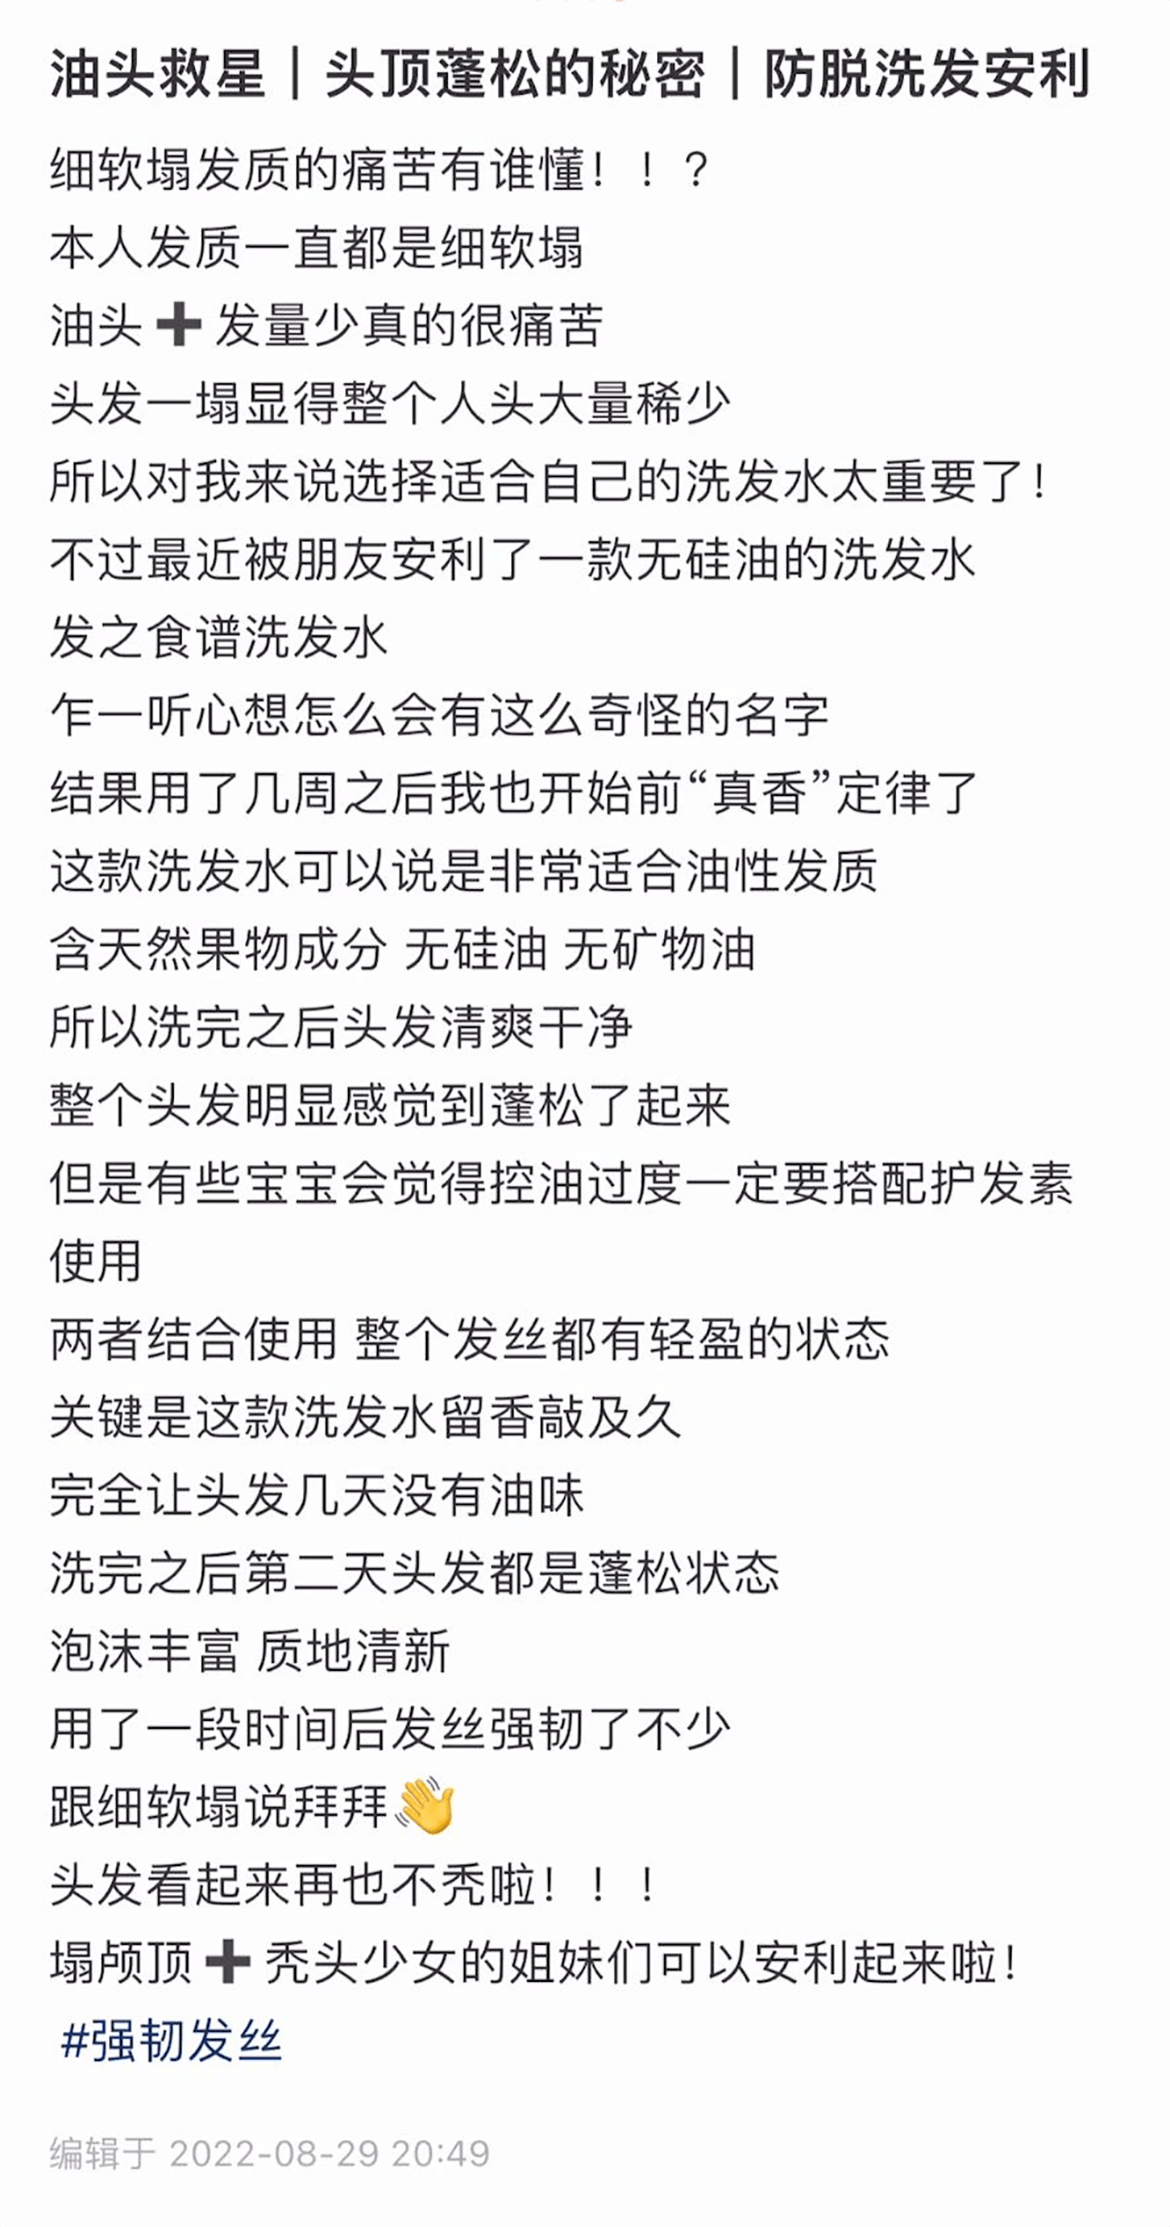 油头救星｜头顶蓬松的秘密｜防脱洗发安利
细软塌发质的痛苦有谁懂！！？
本人发质一直都是细软塌
油头➕发量少真的很痛苦
头发一塌显得整个人头大量稀少
所以对我来说选择适合自己的洗发水太重要了！
不过最近被朋友安利了一款无硅油的洗发水
发之食谱洗发水
乍一听心想怎么会有这么奇怪的名字
结果用了几周之后我也开始前“真香”定律了
这款洗发水可以说是非常适合油性发质
含天然果物成分 无硅油 无矿物油
所以洗完之后头发清爽干净
整个头发明显感觉到蓬松了起来
但是有些宝宝会觉得控油过度一定要搭配护发素
使用
两者结合使用 整个发丝都有轻盈的状态
关键是这款洗发水留香敲及久
完全让头发几天没有油味
洗完之后第二天头发都是蓬松状态
泡沫丰富 质地清新
用了一段时间后发丝强韧了不少
跟细软塌说拜拜👋
头发看起来再也不秃啦！！！
塌颅顶➕秃头少女的姐妹们可以安利起来啦！
#强韧发丝
编辑于 2022-08-29 20:49